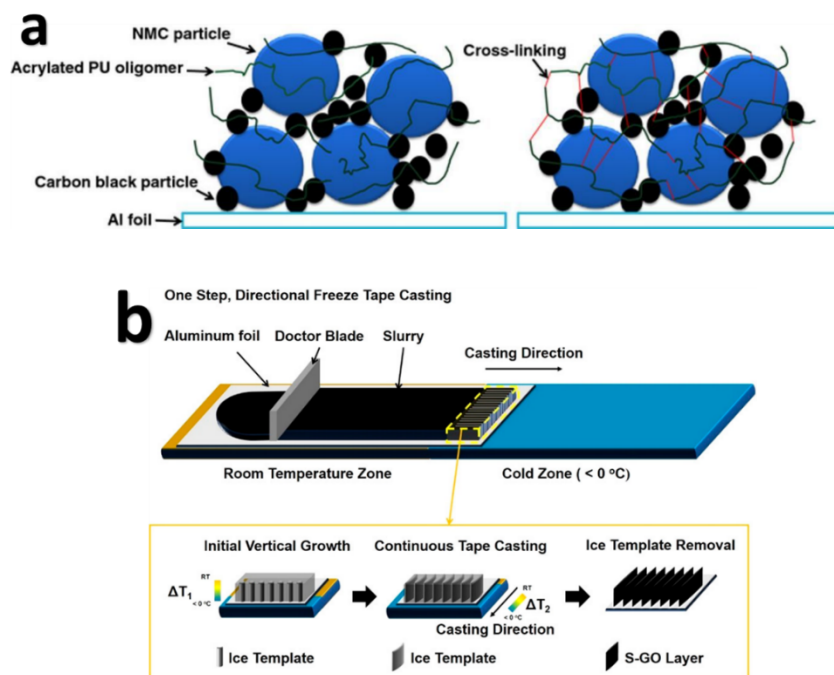 a
NMC particle
Acrylated PU oligomer
Carbon black particle
Al foil
Cross-linking
b
One Step, Directional Freeze Tape Casting
Aluminum foil
Doctor Blade
Slurry
Casting Direction
Room Temperature Zone
Cold Zone ( < 0 °C)
Initial Vertical Growth
Continuous Tape Casting
Ice Template Removal
ΔT₁
RT
< 0 °C
RT
ΔT₂
< 0 °C
Casting Direction
Ice Template
Ice Template
S-GO Layer